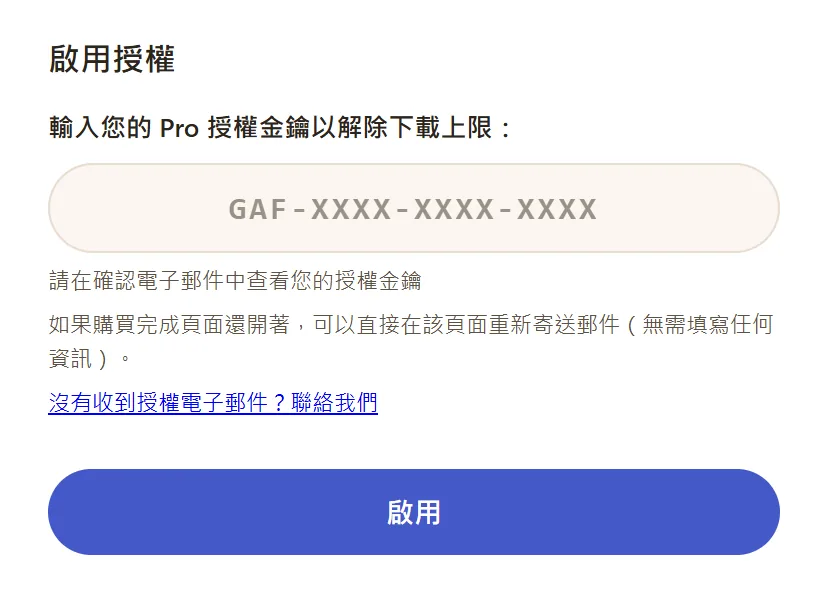 啟用授權
輸入您的 Pro 授權金鑰以解除下載上限：
GAF-XXXX-XXXX-XXXX
請在確認電子郵件中查看您的授權金鑰
如果購買完成頁面還開著，可以直接在該頁面重新寄送郵件（無需填寫任何
資訊）。
沒有收到授權電子郵件？聯絡我們
啟用